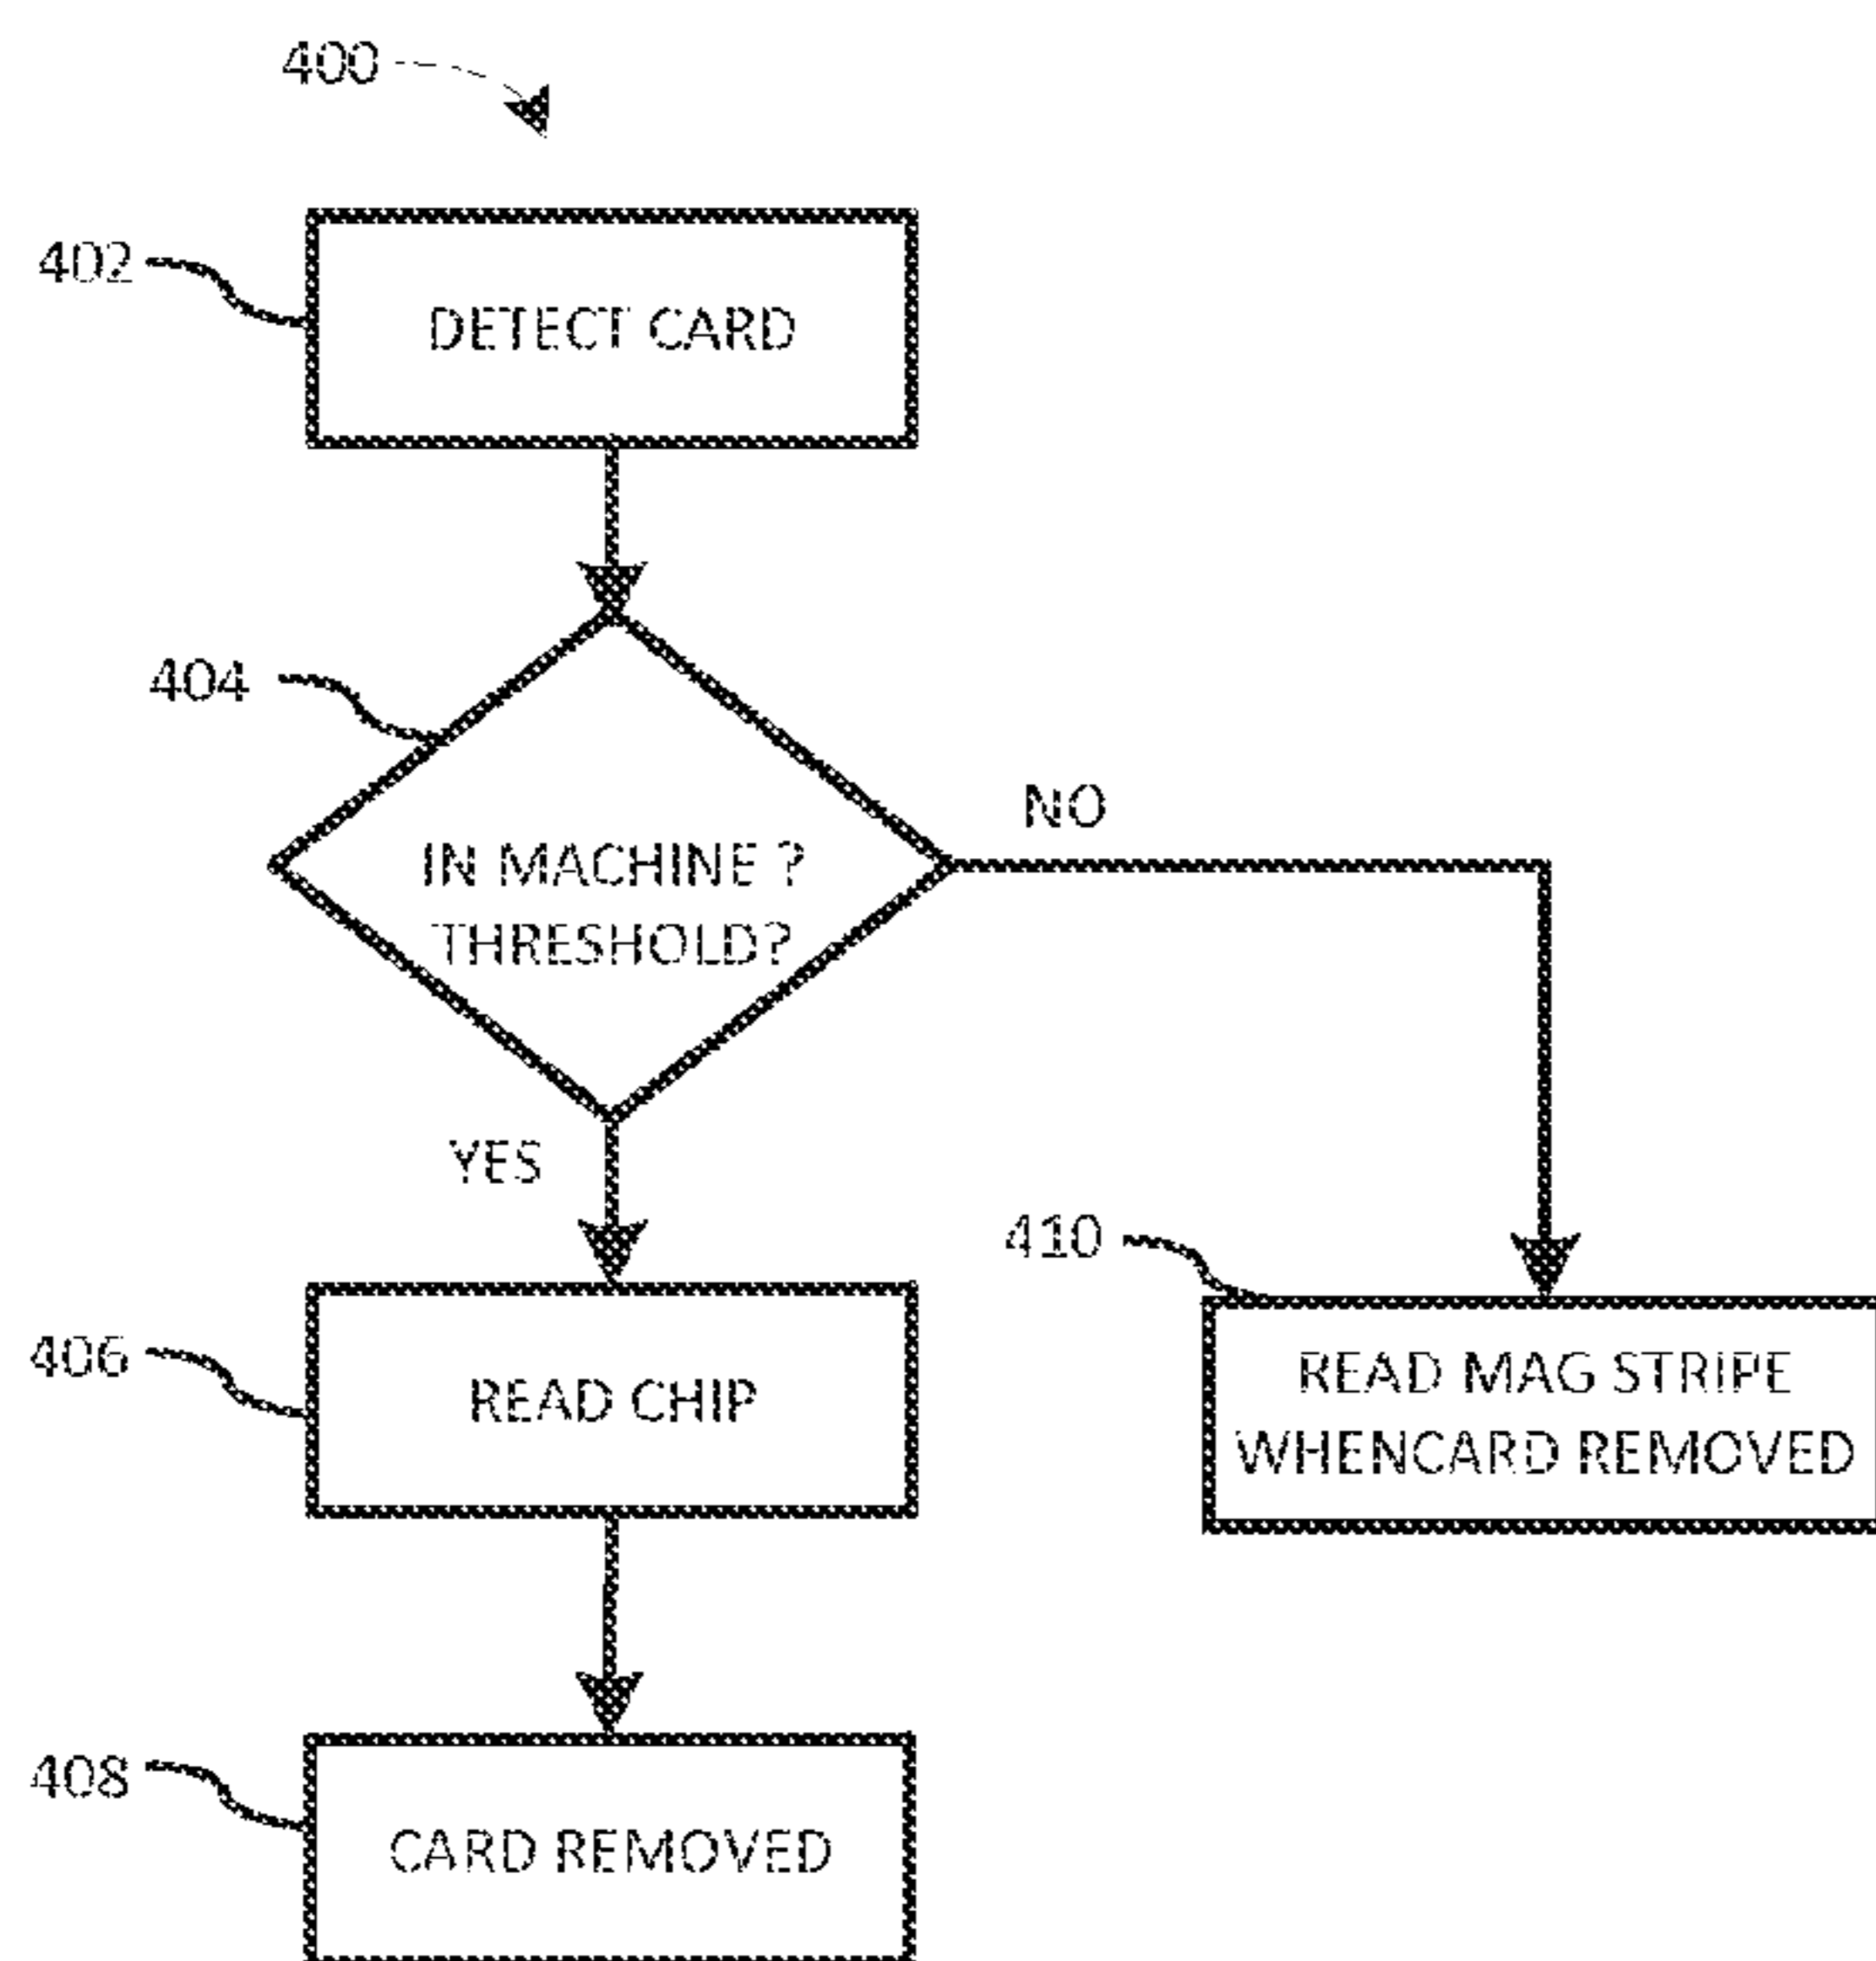 400
402
DETECT CARD
404
IN MACHINE ?
THRESHOLD?
NO
YES
406
READ CHIP
410
READ MAG STRIPE
WHENCARD REMOVED
408
CARD REMOVED